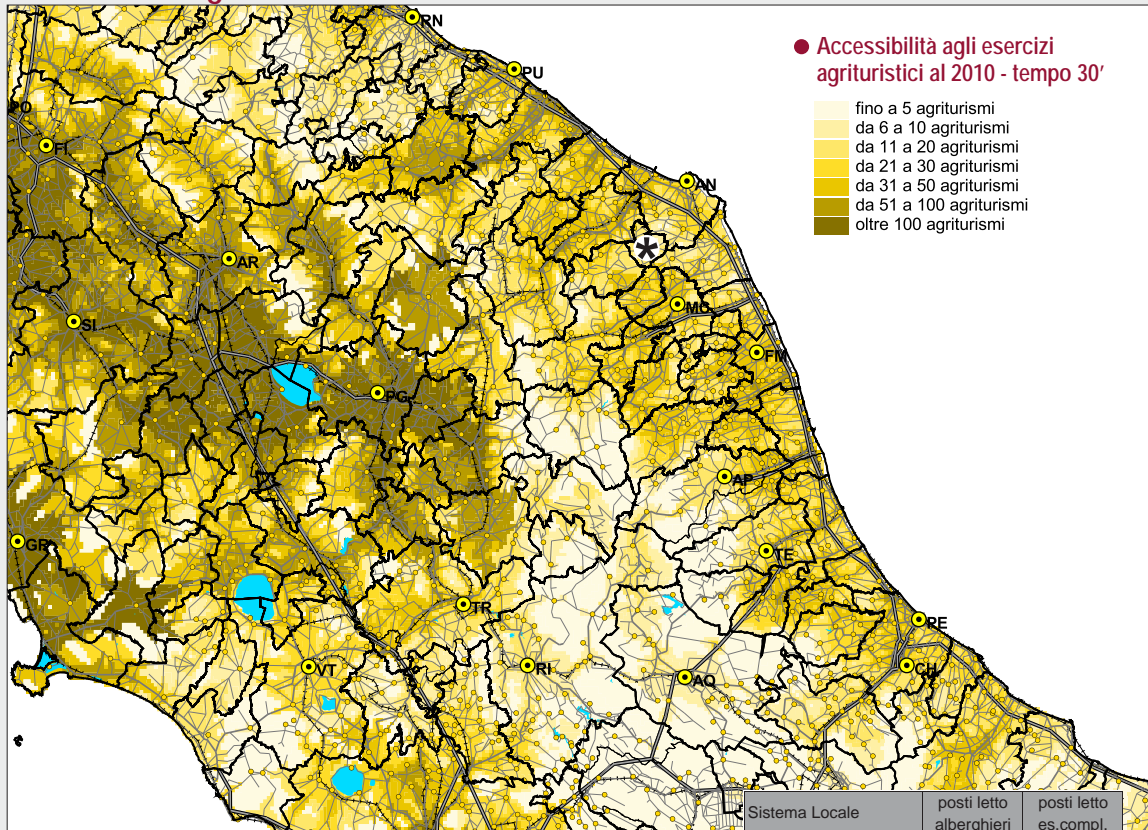 RN
PU
● Accessibilità agli esercizi
agrituristici al 2010 - tempo 30'
fino a 5 agriturismi
da 6 a 10 agriturismi
da 11 a 20 agriturismi
da 21 a 30 agriturismi
da 31 a 50 agriturismi
da 51 a 100 agriturismi
oltre 100 agriturismi
FI
AN
*
AR
MC
SI
FM
PG
AP
GR
TE
TR
PE
VT
RI
CH
AQ
Sistema Locale
posti letto
alberghieri
posti letto
es.compl.